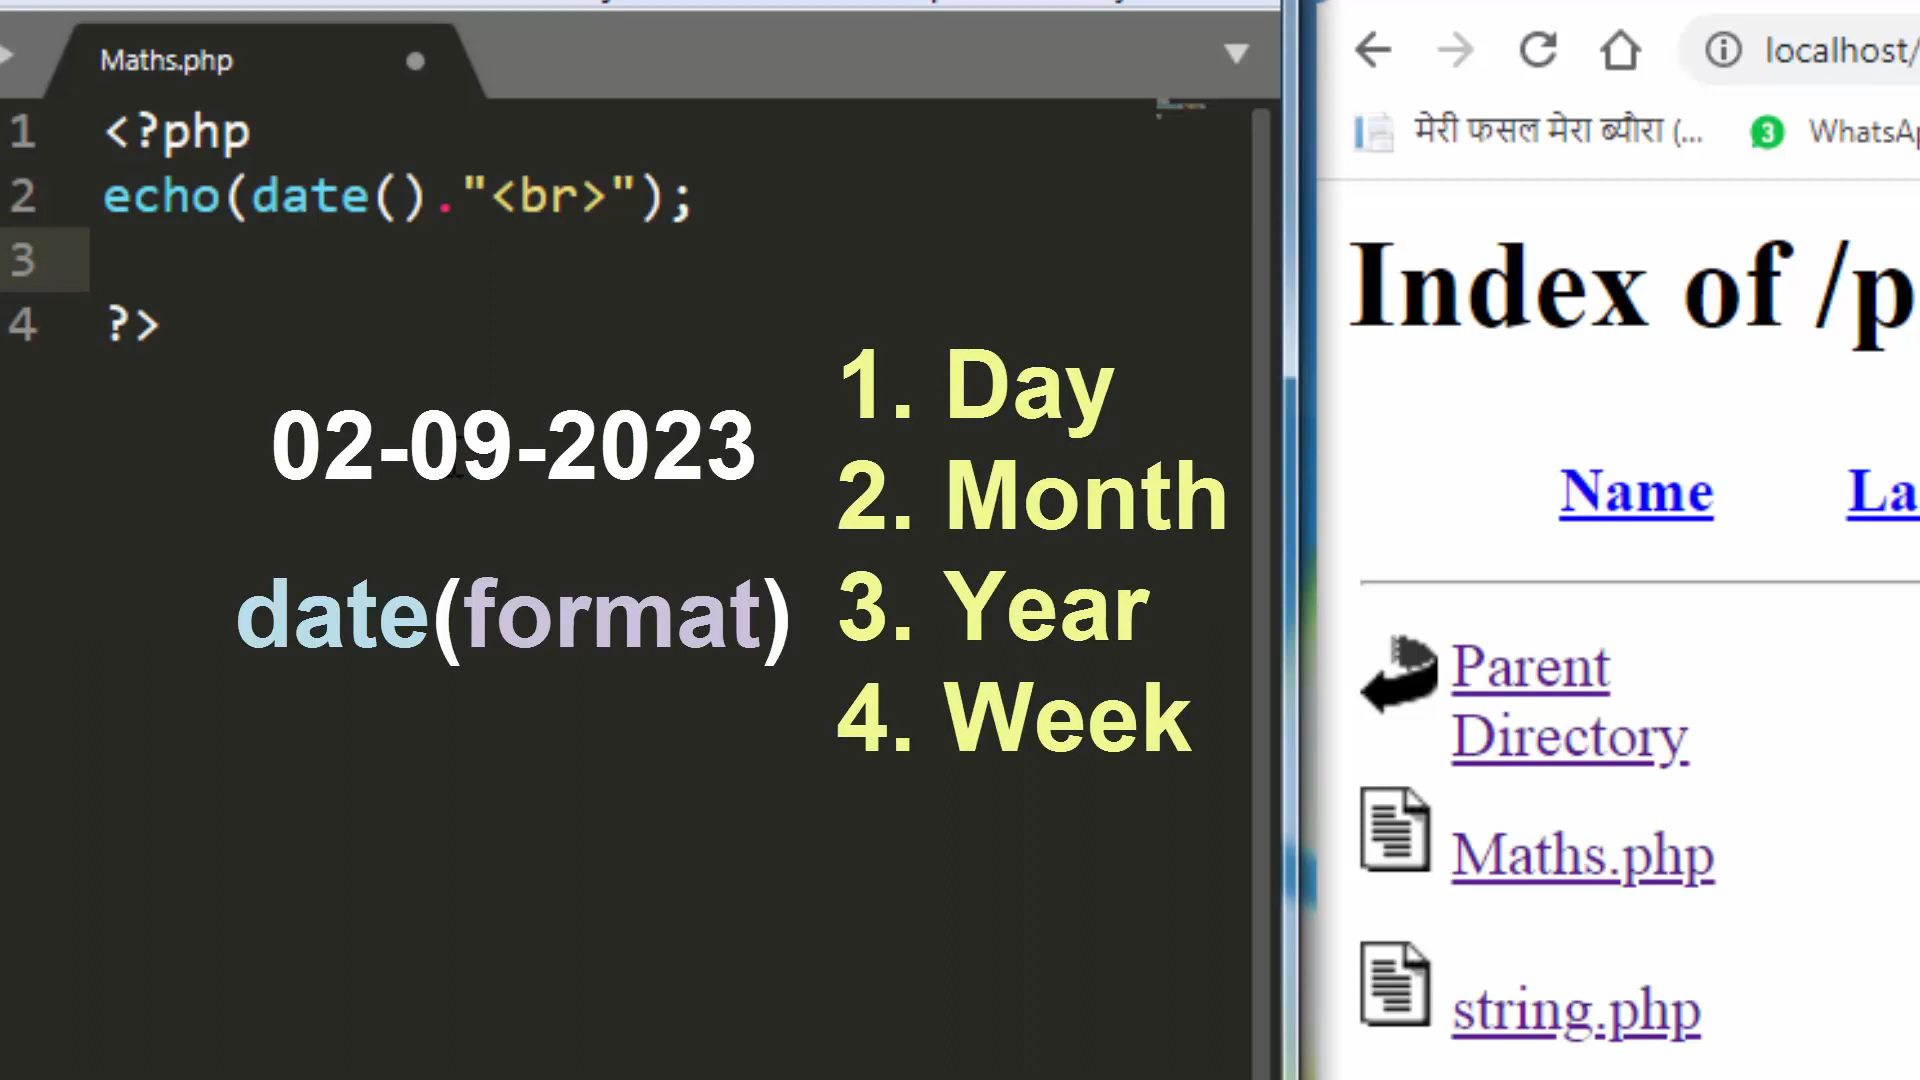 Maths.php
1 <?php
2 echo(date()."<br>");
3
4 ?>
02-09-2023
date(format)
1. Day
2. Month
3. Year
4. Week
localhost/
मेरी फसल मेरा ब्यौरा (...
3 WhatsAp
Index of /p
Name La
Parent
Directory
Maths.php
string.php